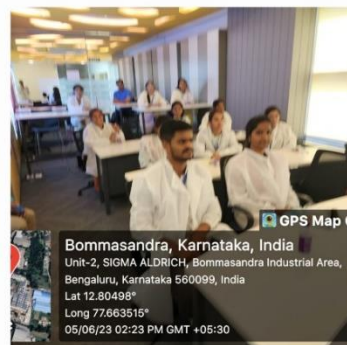 GPS Map
Bommasandra, Karnataka, India
Unit-2, SIGMA ALDRICH, Bommasandra Industrial Area,
Bengaluru, Karnataka 560099, India
Lat 12.80498°
Long 77.663515°
05/06/23 02:23 PM GMT +05:30